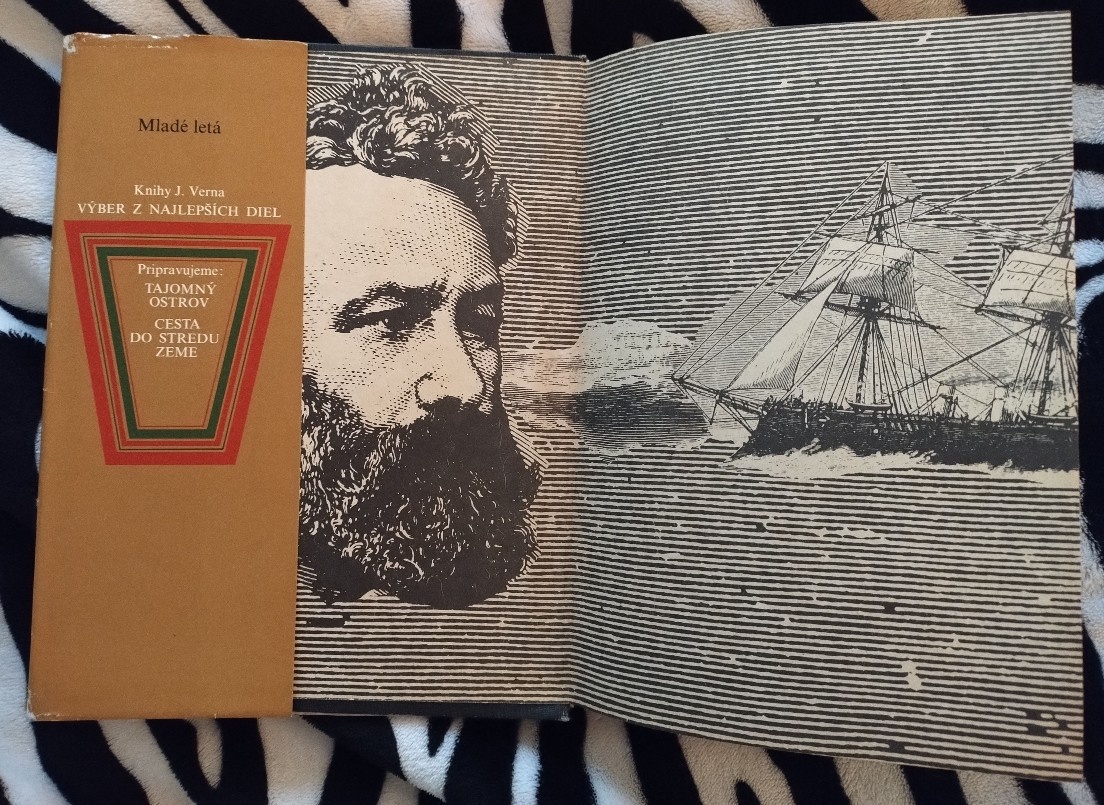 Mladé letá
Knihy J. Verna
VÝBER Z NAJLEPŠÍCH DIEL
Pripravujeme:
TAJOMNÝ
OSTROV
CESTA
DO STREDU
ZEME